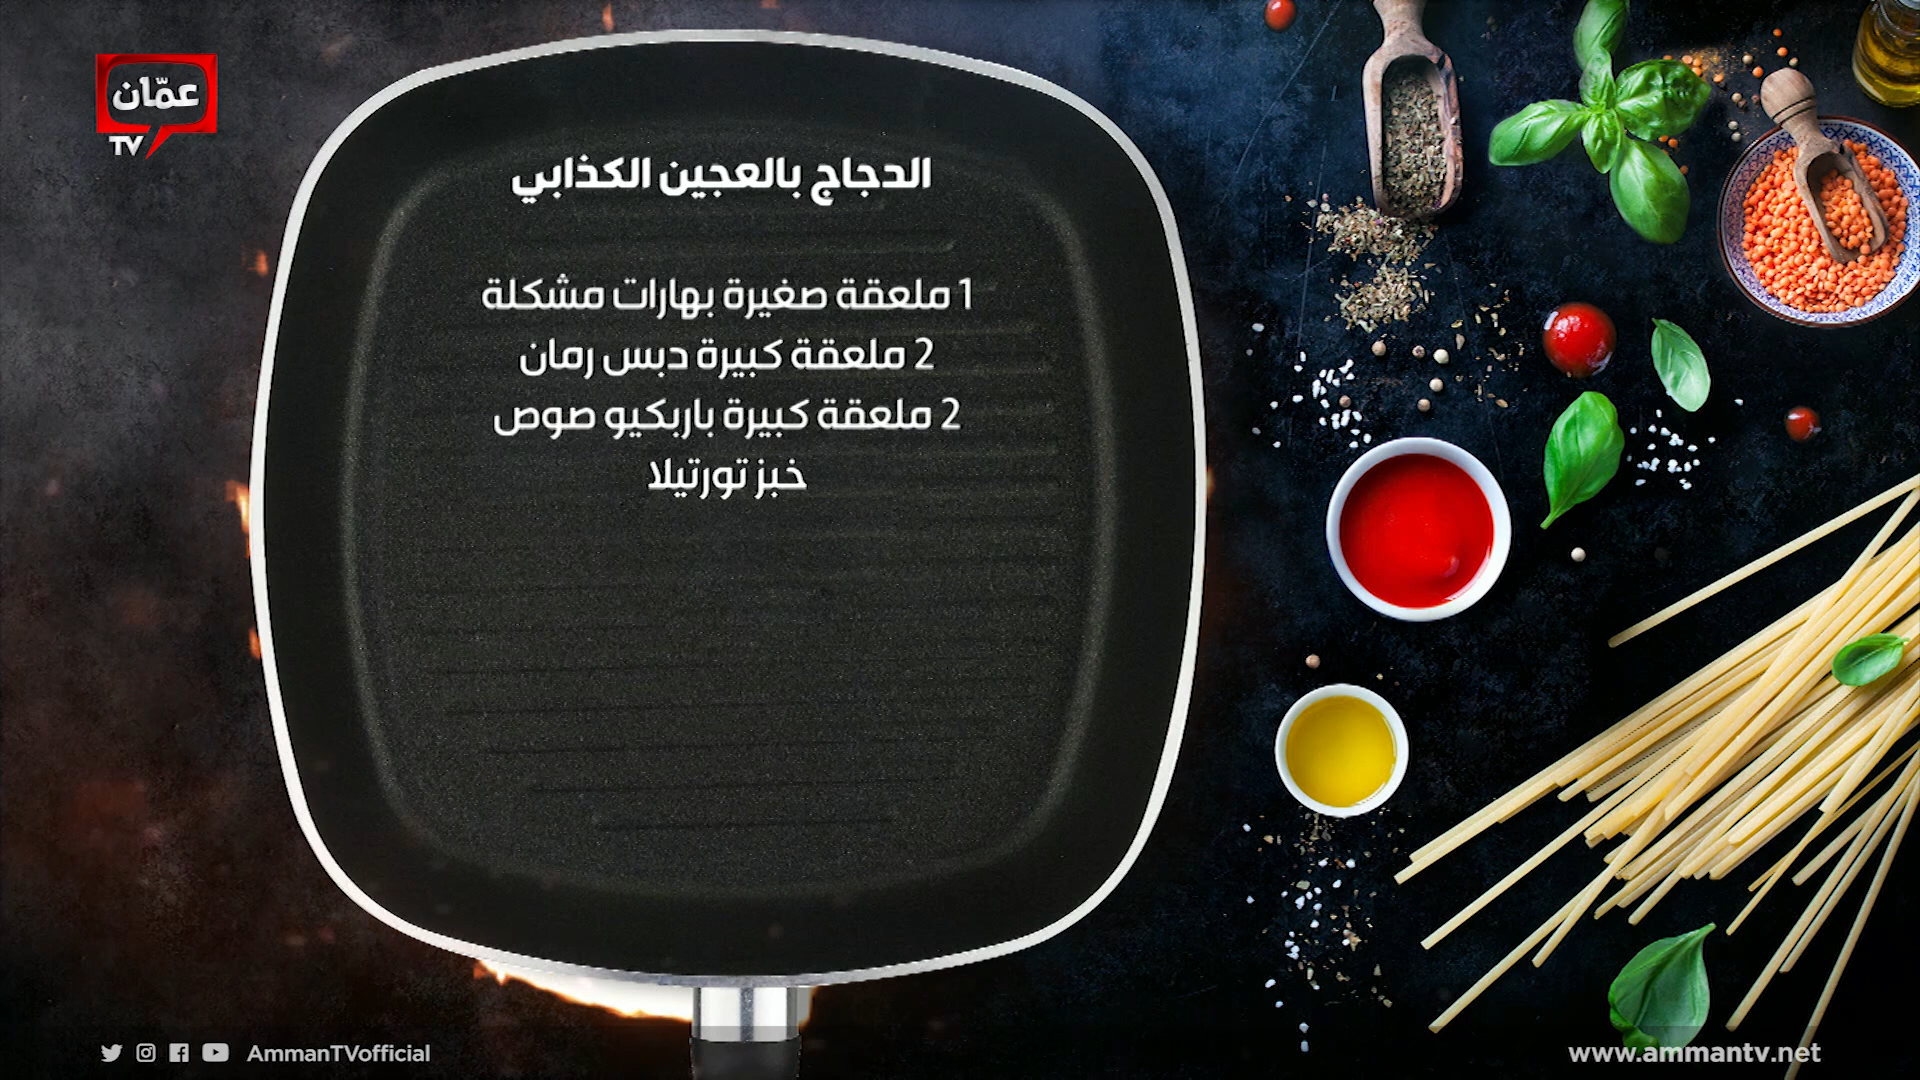 عمّان
TV
الدجاج بالعجين الكذابي
1 ملعقة صغيرة بهارات مشكلة
2 ملعقة كبيرة دبس رمان
2 ملعقة كبيرة باربكيو صوص
خبز تورتيلا
AmmanTVofficial
www.ammantv.net